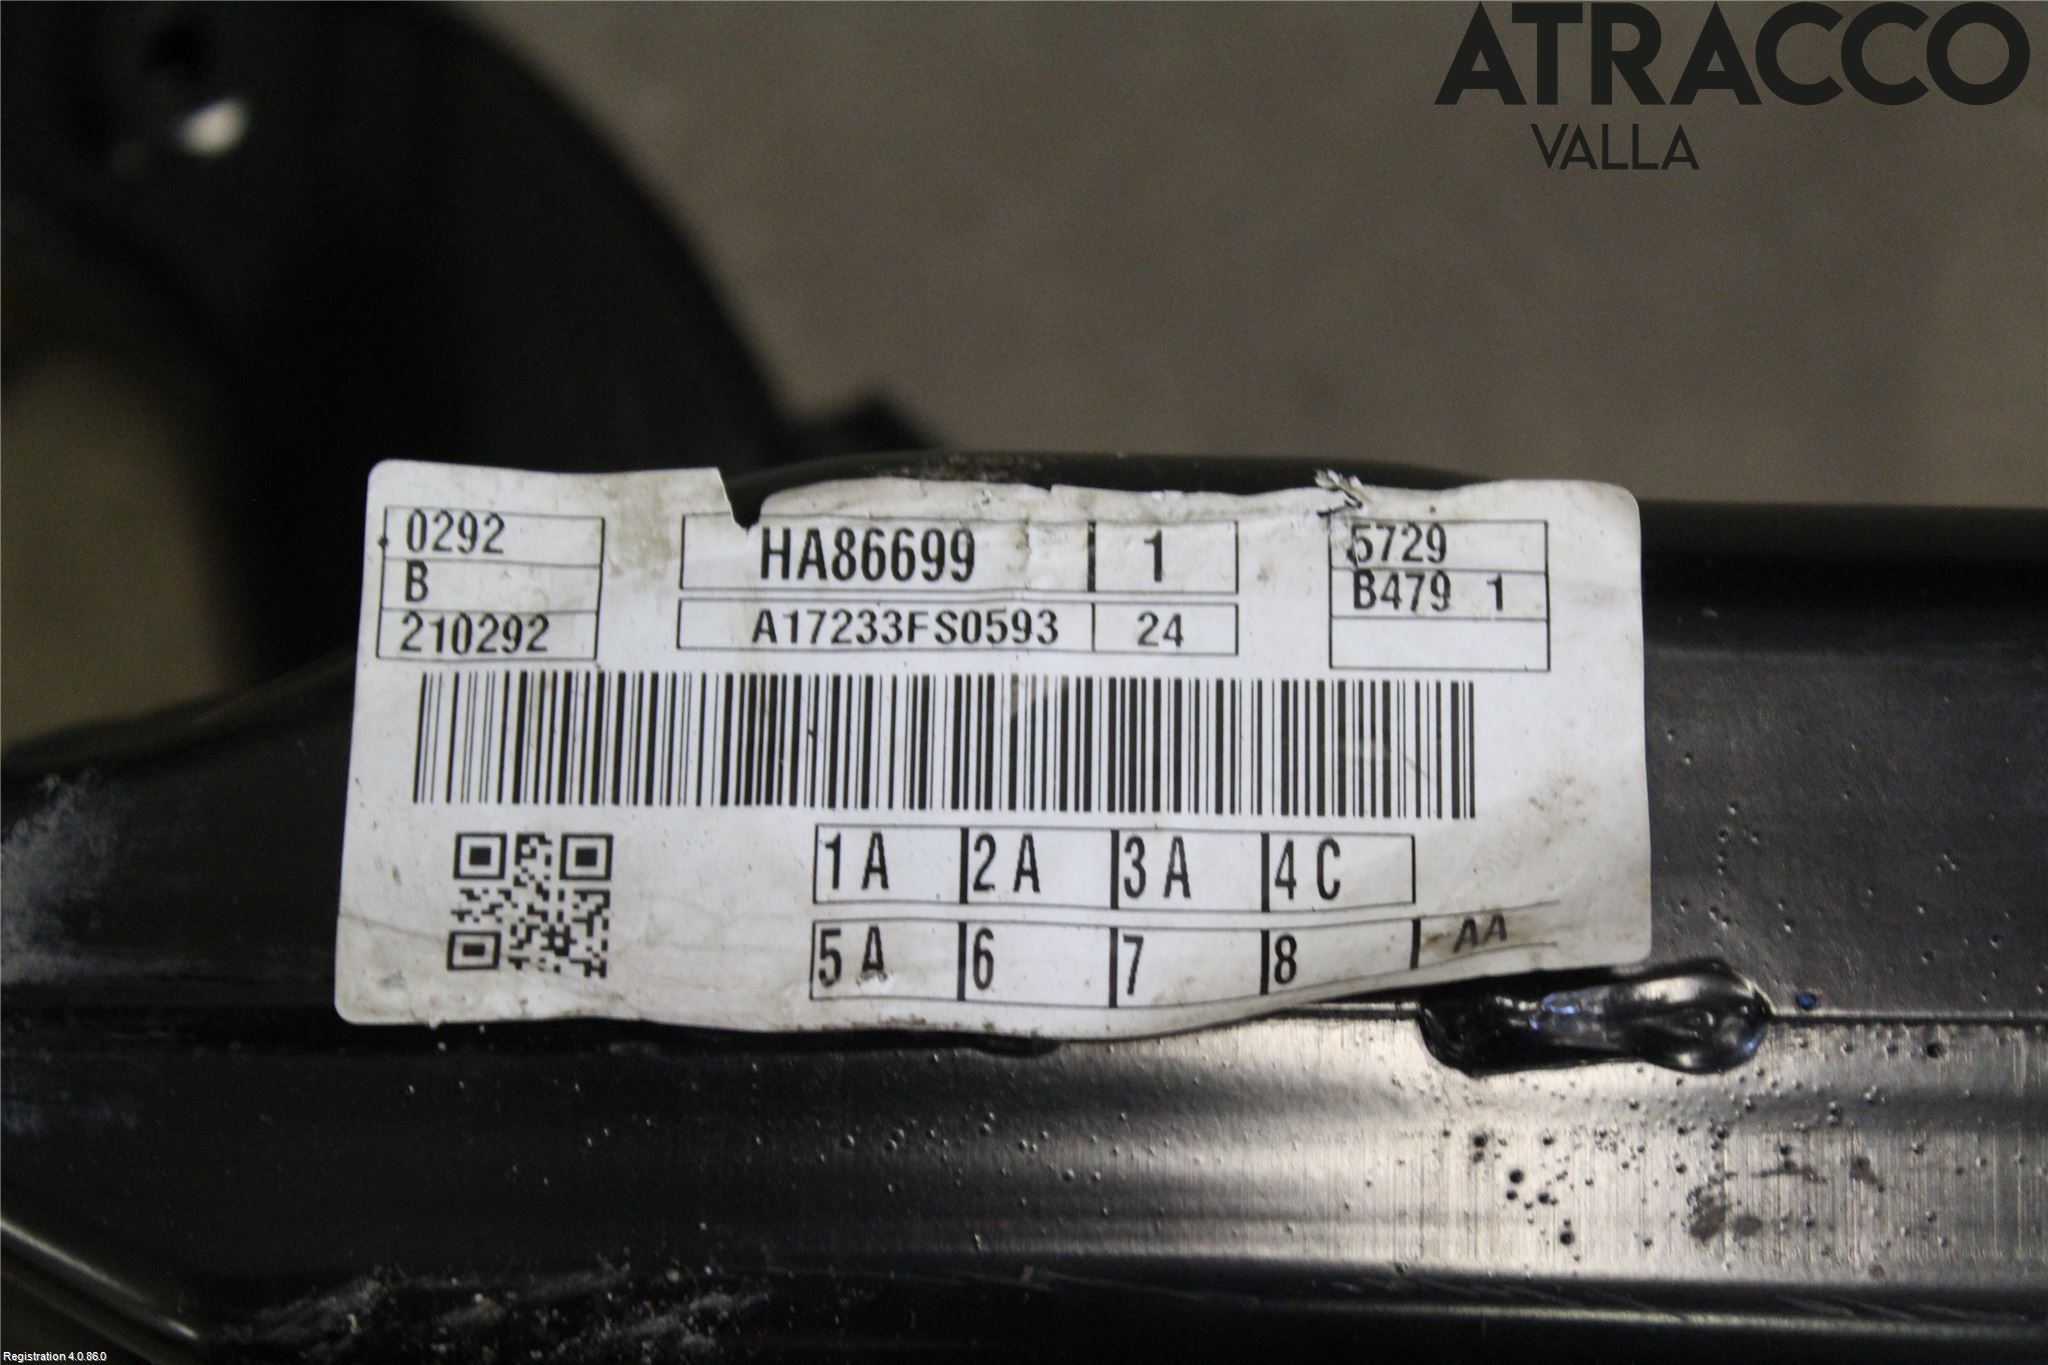 ATRACCO
VALLA
0292
B
210292
HA86699 1
A17233FS0593 24
5729
B479 1
1A 2A 3A 4C
5A 6 7 8 AA
Registration 4.0.86.0